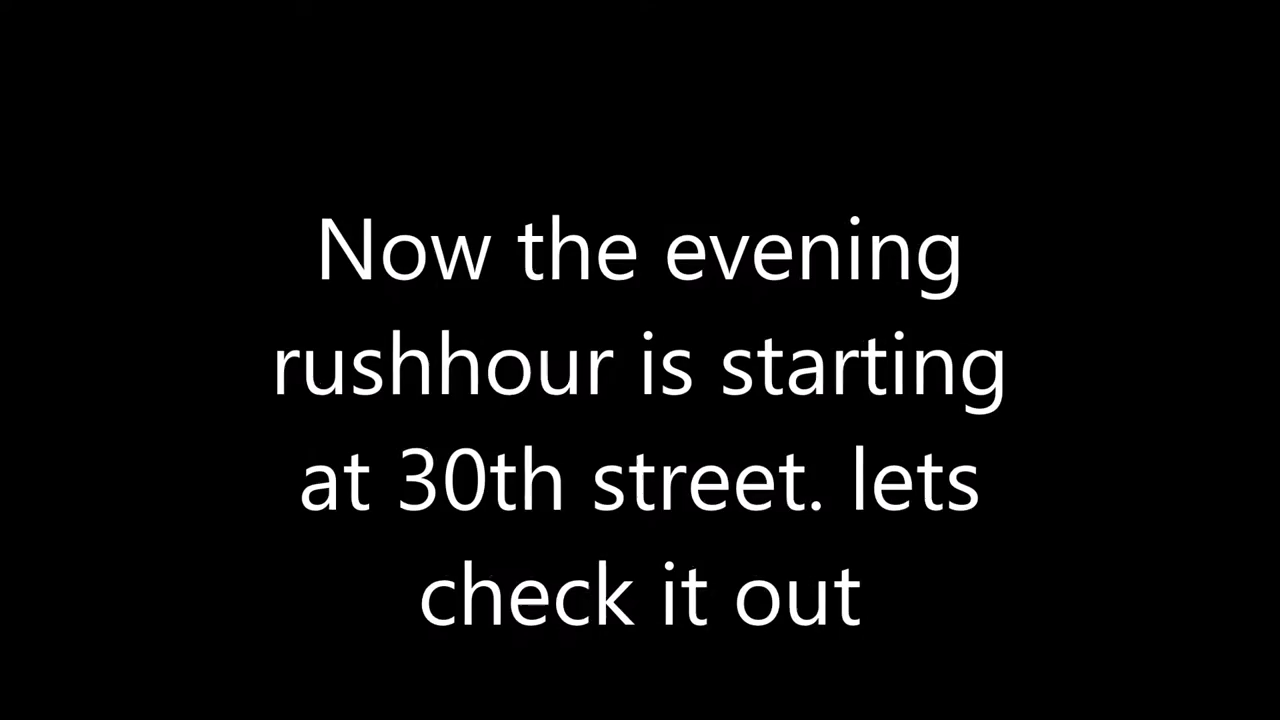 Now the evening
rushhour is starting
at 30th street. lets
check it out